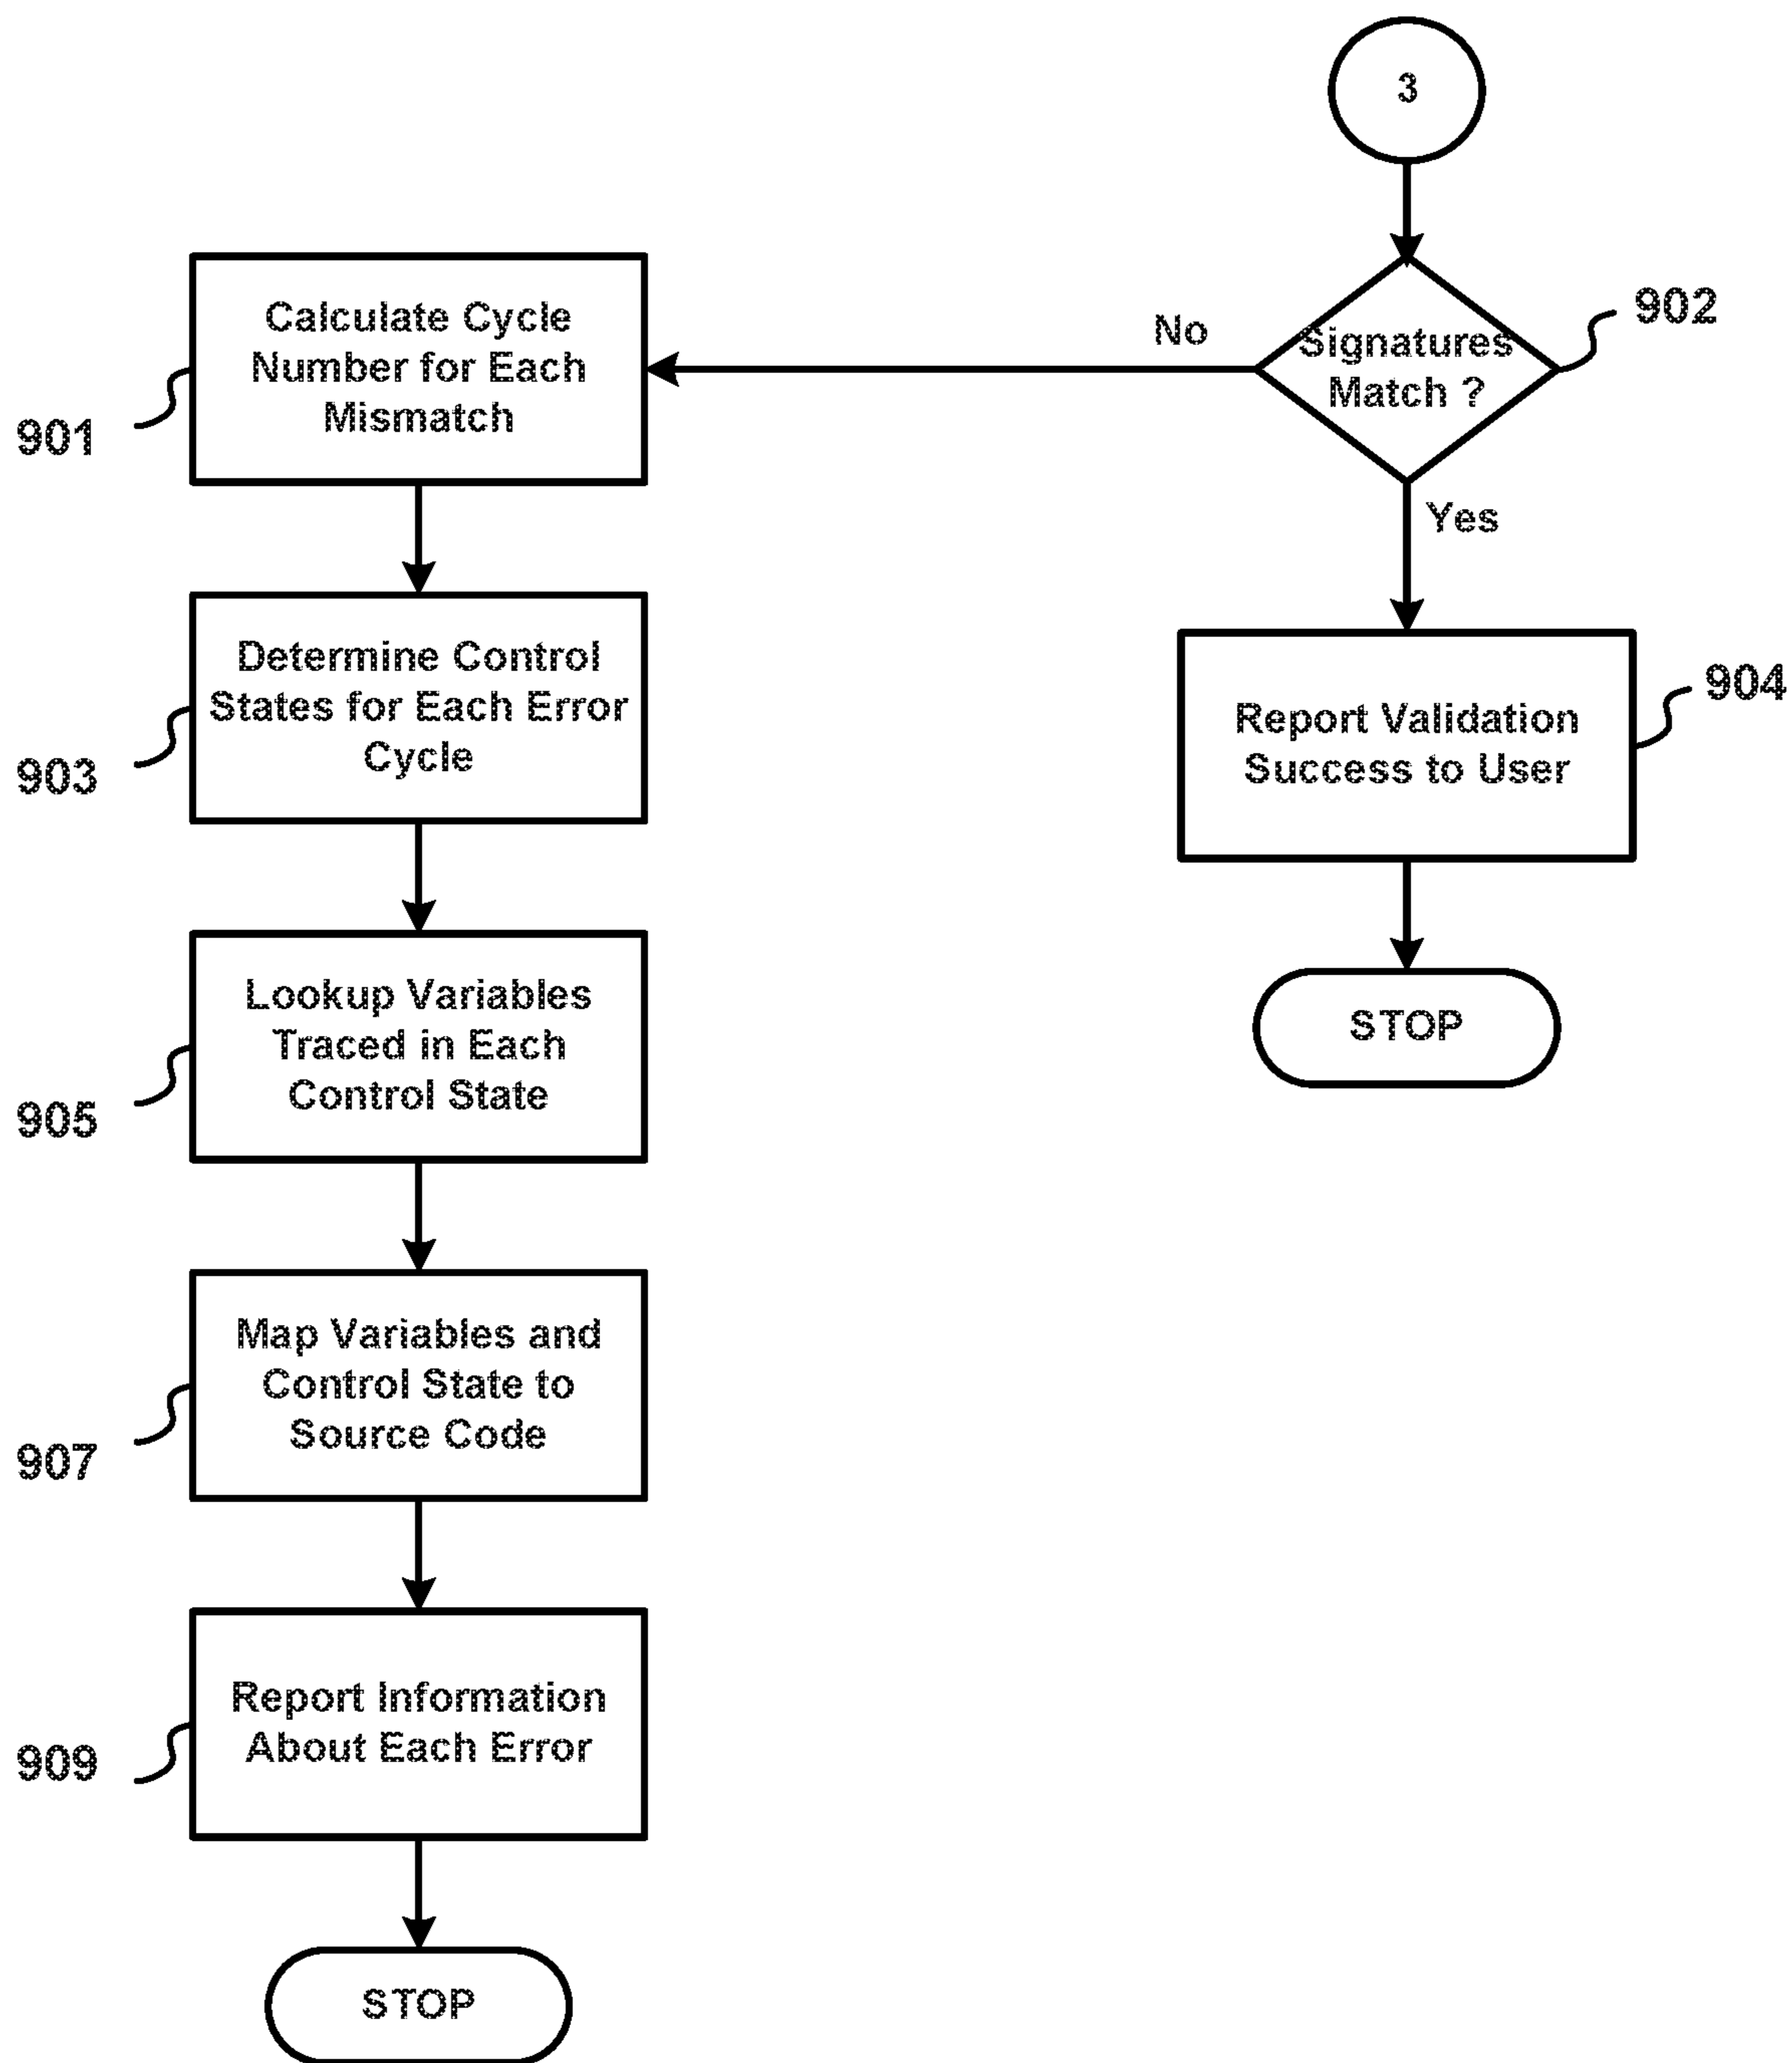 3
Signatures
Match ?
902
No
Yes
Calculate Cycle
Number for Each
Mismatch
901
Determine Control
States for Each Error
Cycle
903
Lookup Variables
Traced in Each
Control State
905
Map Variables and
Control State to
Source Code
907
Report Information
About Each Error
909
STOP
Report Validation
Success to User
904
STOP